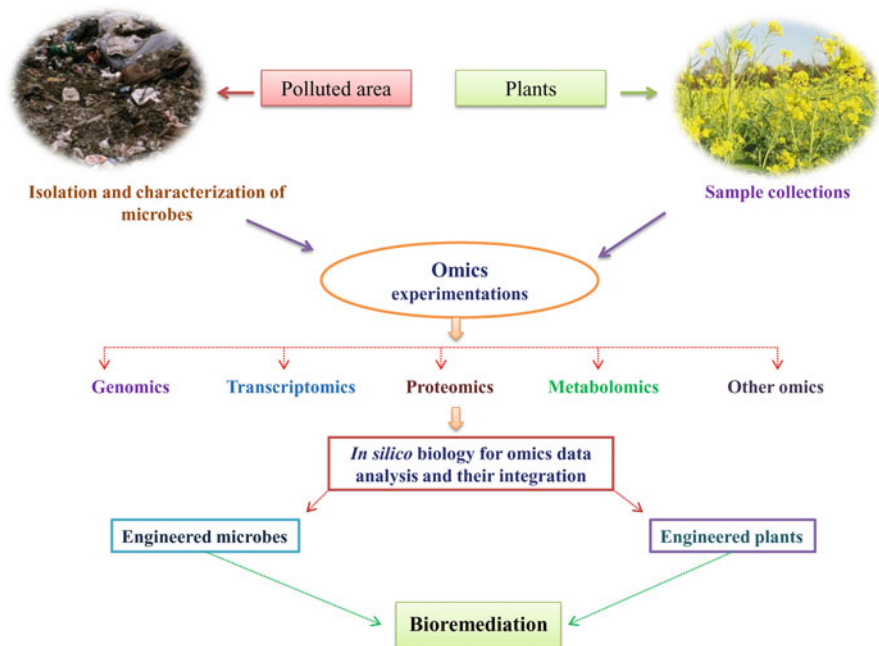 Polluted area
Plants
Isolation and characterization of
microbes
Sample collections
Omics
experimentations
Genomics
Transcriptomics
Proteomics
Metabolomics
Other omics
In silico biology for omics data
analysis and their integration
Engineered microbes
Engineered plants
Bioremediation